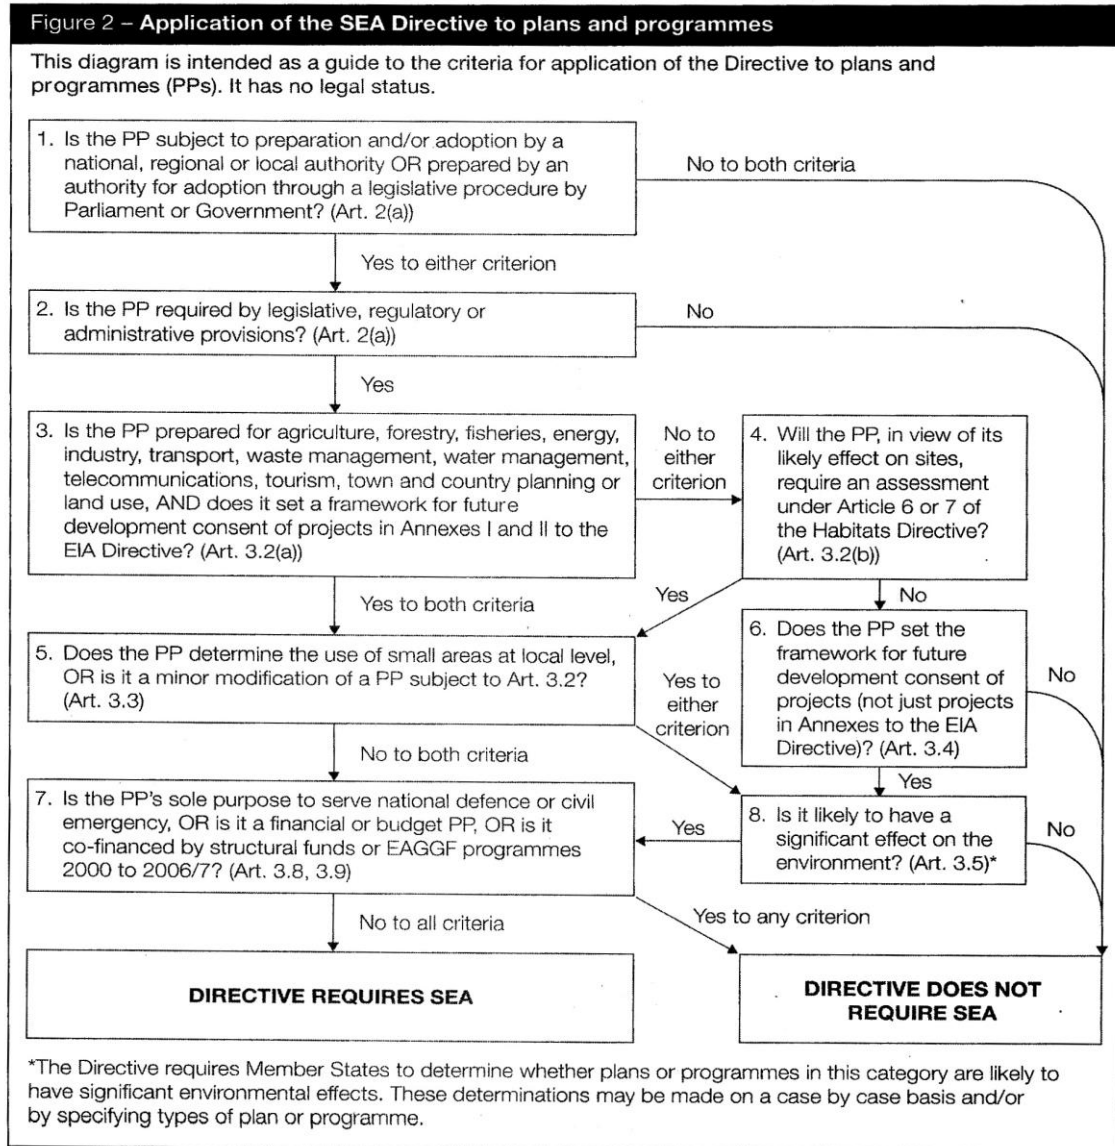 Figure 2 – Application of the SEA Directive to plans and programmes
This diagram is intended as a guide to the criteria for application of the Directive to plans and
programmes (PPs). It has no legal status.
1. Is the PP subject to preparation and/or adoption by a
national, regional or local authority OR prepared by an
authority for adoption through a legislative procedure by
Parliament or Government? (Art. 2(a))
No to both criteria
Yes to either criterion
2. Is the PP required by legislative, regulatory or
administrative provisions? (Art. 2(a))
No
Yes
3. Is the PP prepared for agriculture, forestry, fisheries, energy,
industry, transport, waste management, water management,
telecommunications, tourism, town and country planning or
land use, AND does it set a framework for future
development consent of projects in Annexes I and II to the
EIA Directive? (Art. 3.2(a))
No to
either
criterion
4. Will the PP, in view of its
likely effect on sites,
require an assessment
under Article 6 or 7 of
the Habitats Directive?
(Art. 3.2(b))
Yes to both criteria
Yes
No
5. Does the PP determine the use of small areas at local level,
OR is it a minor modification of a PP subject to Art. 3.2?
(Art. 3.3)
Yes to
either
criterion
6. Does the PP set the
framework for future
development consent of
projects (not just projects
in Annexes to the EIA
Directive)? (Art. 3.4)
No
No to both criteria
Yes
7. Is the PP's sole purpose to serve national defence or civil
emergency, OR is it a financial or budget PP, OR is it
co-financed by structural funds or EAGGF programmes
2000 to 2006/7? (Art. 3.8, 3.9)
Yes
8. Is it likely to have a
significant effect on the
environment? (Art. 3.5)*
No
No to all criteria
Yes to any criterion
DIRECTIVE REQUIRES SEA
DIRECTIVE DOES NOT
REQUIRE SEA
*The Directive requires Member States to determine whether plans or programmes in this category are likely to
have significant environmental effects. These determinations may be made on a case by case basis and/or
by specifying types of plan or programme.